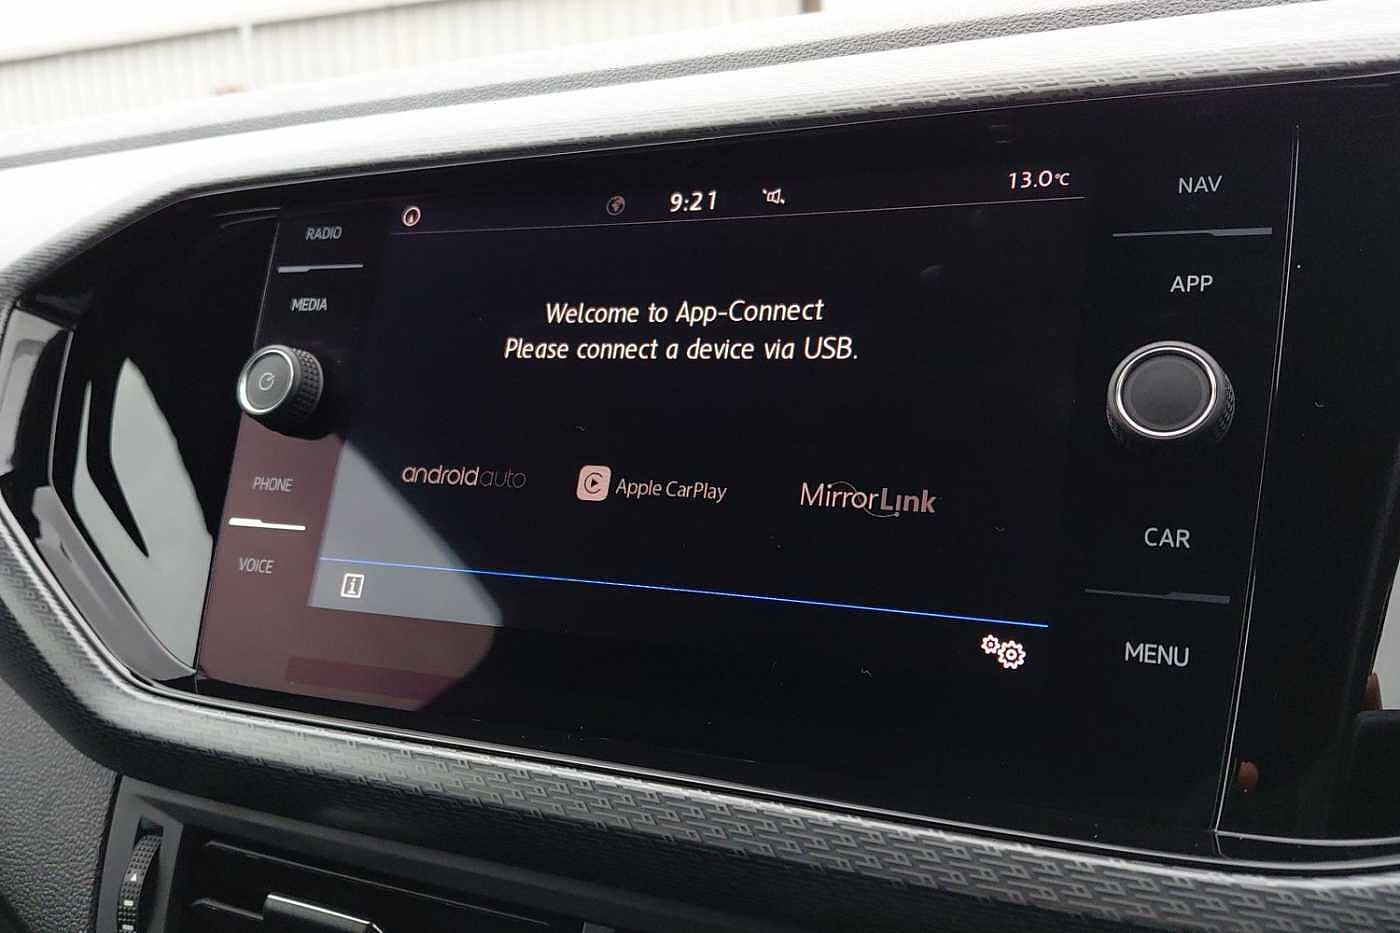 RADIO
MEDIA
PHONE
VOICE
9:21
13.0°C
Welcome to App-Connect
Please connect a device via USB.
androidauto
Apple CarPlay
MirrorLink
i
NAV
APP
CAR
MENU